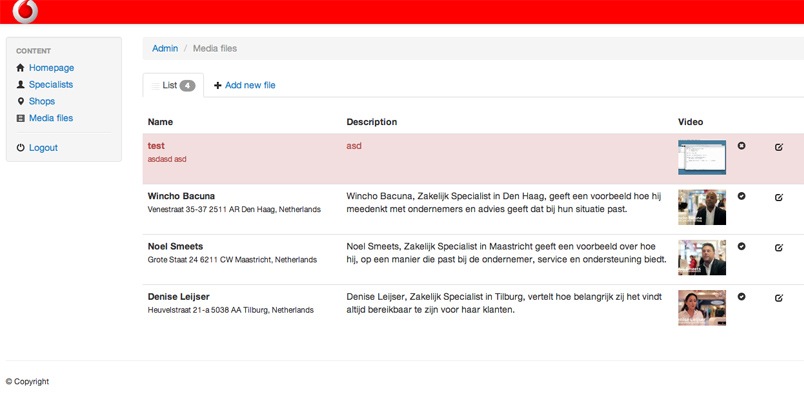 CONTENT
Homepage
Specialists
Shops
Media files
Logout
Admin / Media files
List 4
Add new file
Name Description Video
test asd
asdasd asd
Wincho Bacuna Wincho Bacuna, Zakelijk Specialist in Den Haag, geeft een voorbeeld hoe hij
Venestraat 35-37 2511 AR Den Haag, Netherlands meedenkt met ondernemers en advies geeft dat bij hun situatie past.
Noel Smeets Noel Smeets, Zakelijk Specialist in Maastricht geeft een voorbeeld over hoe
Grote Staat 24 6211 CW Maastricht, Netherlands hij, op een manier die past bij de ondernemer, service en ondersteuning biedt.
Denise Leijser Denise Leijser, Zakelijk Specialist in Tilburg, vertelt hoe belangrijk zij het vindt
Heuvelstraat 21-a 5038 AA Tilburg, Netherlands altijd bereikbaar te zijn voor haar klanten.
© Copyright